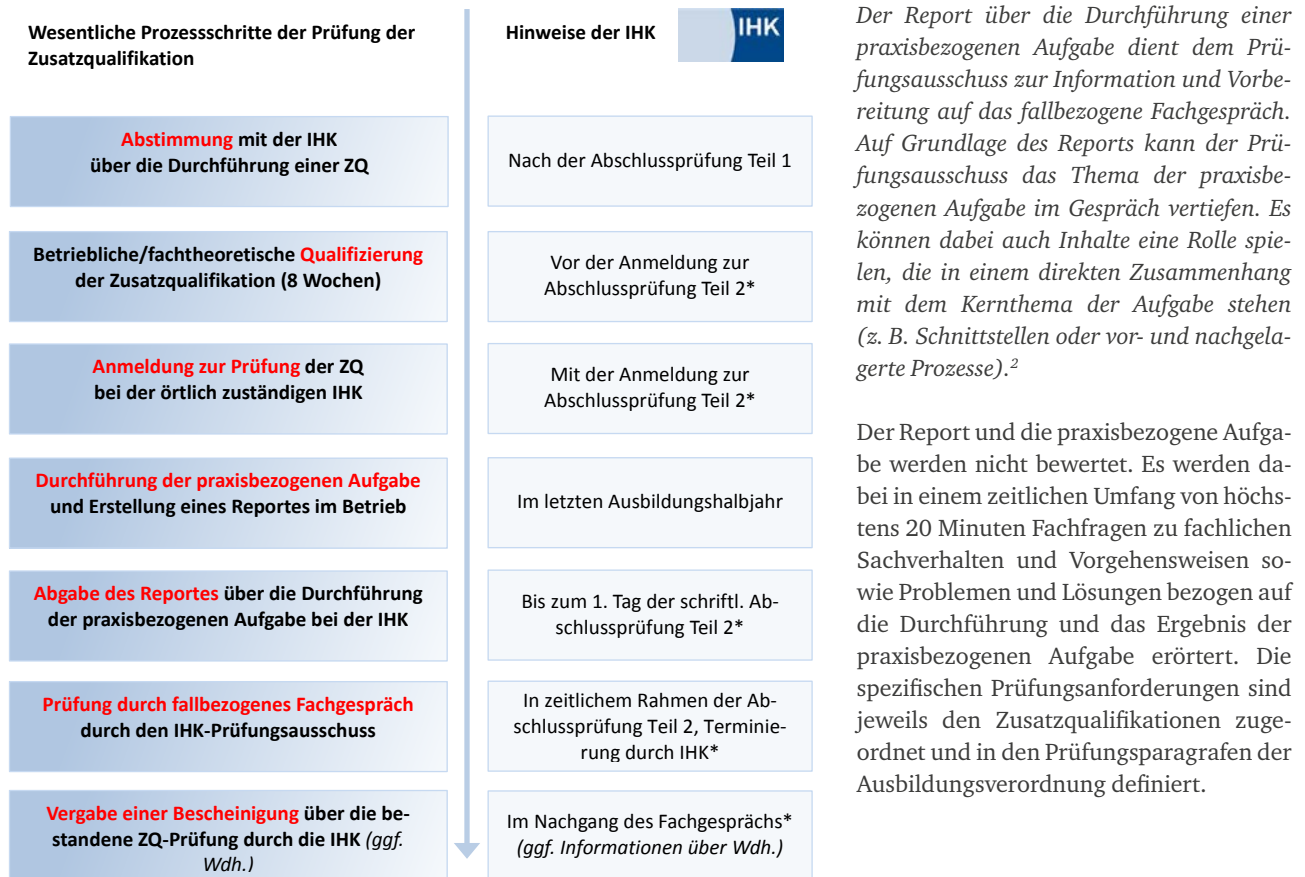 Wesentliche Prozessschritte der Prüfung der
Zusatzqualifikation
Hinweise der IHK
IHK
Abstimmung mit der IHK
über die Durchführung einer ZQ
Nach der Abschlussprüfung Teil 1
Betriebliche/fachtheoretische Qualifizierung
der Zusatzqualifikation (8 Wochen)
Vor der Anmeldung zur
Abschlussprüfung Teil 2*
Anmeldung zur Prüfung der ZQ
bei der örtlich zuständigen IHK
Mit der Anmeldung zur
Abschlussprüfung Teil 2*
Durchführung der praxisbezogenen Aufgabe
und Erstellung eines Reportes im Betrieb
Im letzten Ausbildungshalbjahr
Abgabe des Reportes über die Durchführung
der praxisbezogenen Aufgabe bei der IHK
Bis zum 1. Tag der schriftl. Ab-
schlussprüfung Teil 2*
Prüfung durch fallbezogenes Fachgespräch
durch den IHK-Prüfungsausschuss
In zeitlichem Rahmen der Ab-
schlussprüfung Teil 2, Terminie-
rung durch IHK*
Vergabe einer Bescheinigung über die be-
standene ZQ-Prüfung durch die IHK (ggf.
Wdh.)
Im Nachgang des Fachgesprächs*
(ggf. Informationen über Wdh.)
Der Report über die Durchführung einer
praxisbezogenen Aufgabe dient dem Prü-
fungsausschuss zur Information und Vorbe-
reitung auf das fallbezogene Fachgespräch.
Auf Grundlage des Reports kann der Prü-
fungsausschuss das Thema der praxisbe-
zogenen Aufgabe im Gespräch vertiefen. Es
können dabei auch Inhalte eine Rolle spie-
len, die in einem direkten Zusammenhang
mit dem Kernthema der Aufgabe stehen
(z. B. Schnittstellen oder vor- und nachgela-
gerte Prozesse).²
Der Report und die praxisbezogene Aufga-
be werden nicht bewertet. Es werden da-
bei in einem zeitlichen Umfang von höchs-
tens 20 Minuten Fachfragen zu fachlichen
Sachverhalten und Vorgehensweisen so-
wie Problemen und Lösungen bezogen auf
die Durchführung und das Ergebnis der
praxisbezogenen Aufgabe erörtert. Die
spezifischen Prüfungsanforderungen sind
jeweils den Zusatzqualifikationen zuge-
ordnet und in den Prüfungsparagrafen der
Ausbildungsverordnung definiert.